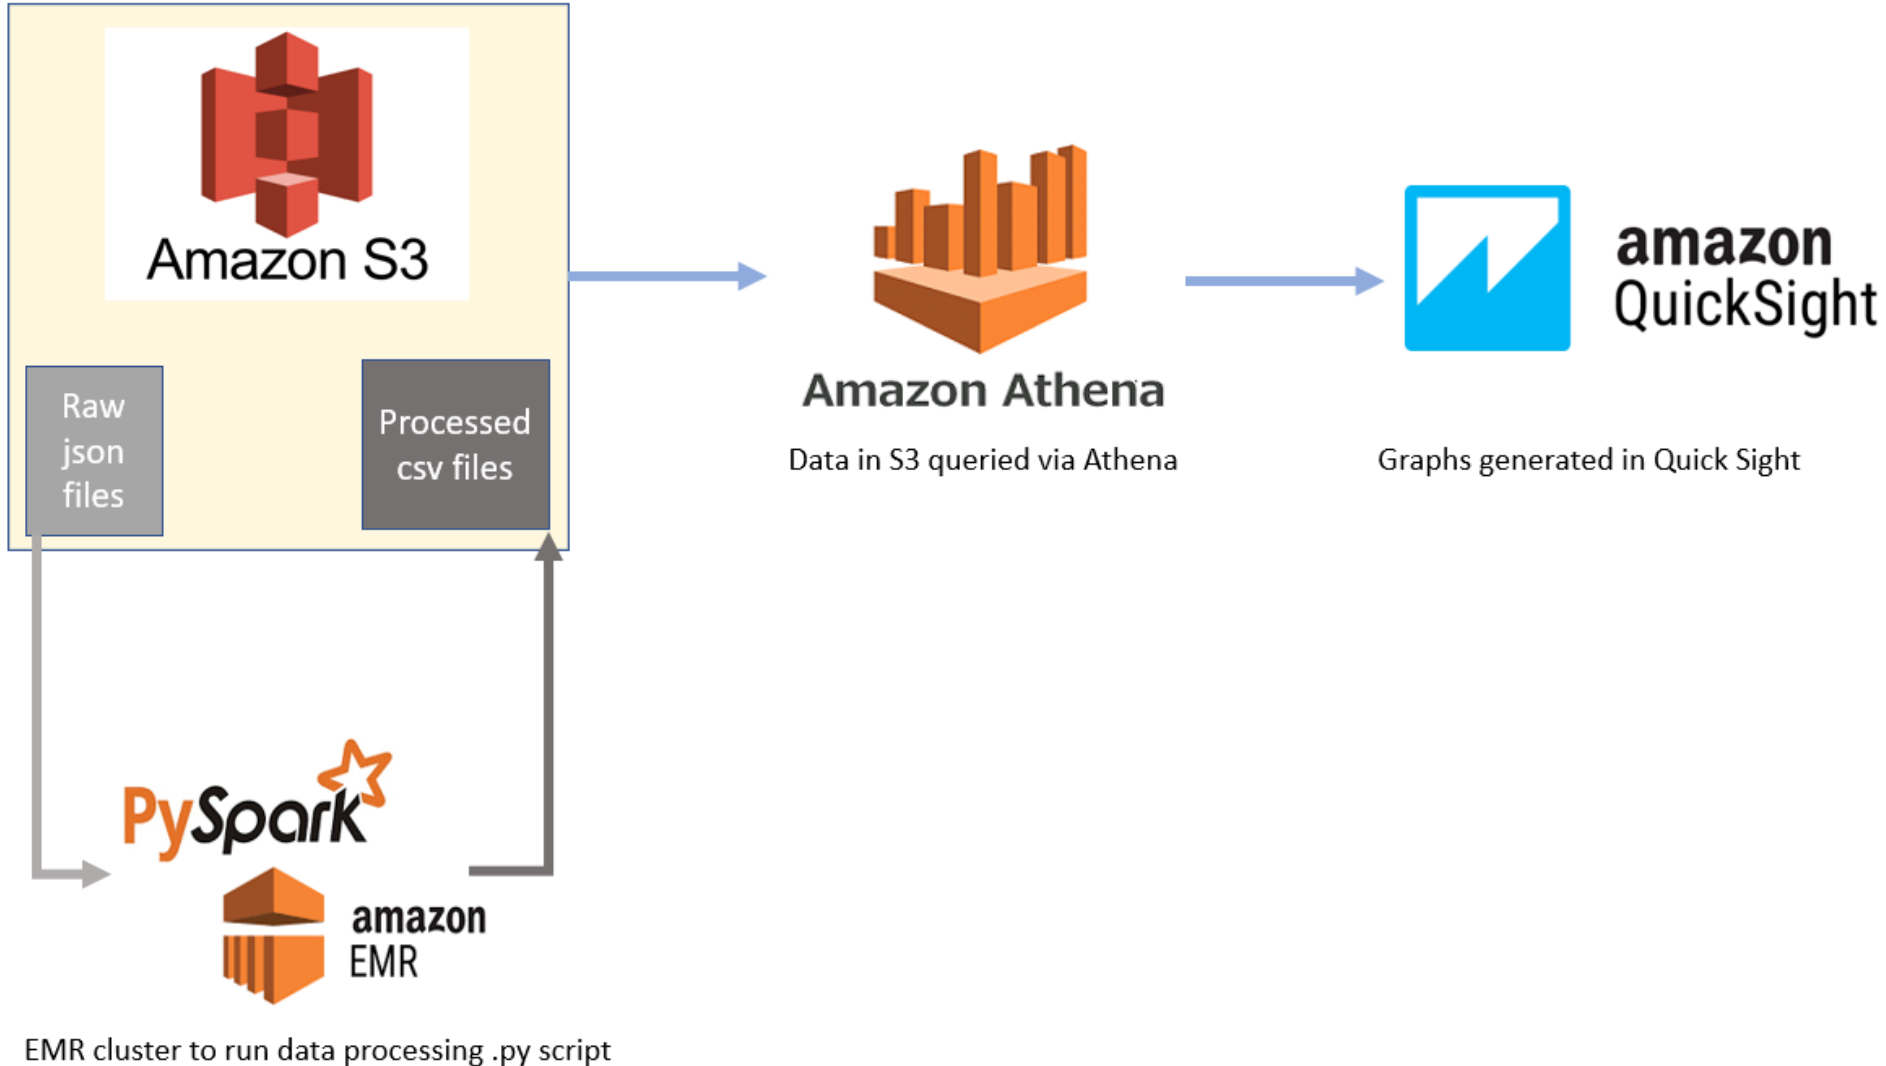 Amazon S3
Raw
json
files
Processed
csv files
Amazon Athena
Data in S3 queried via Athena
amazon
QuickSight
Graphs generated in Quick Sight
PySpark
amazon
EMR
EMR cluster to run data processing .py script